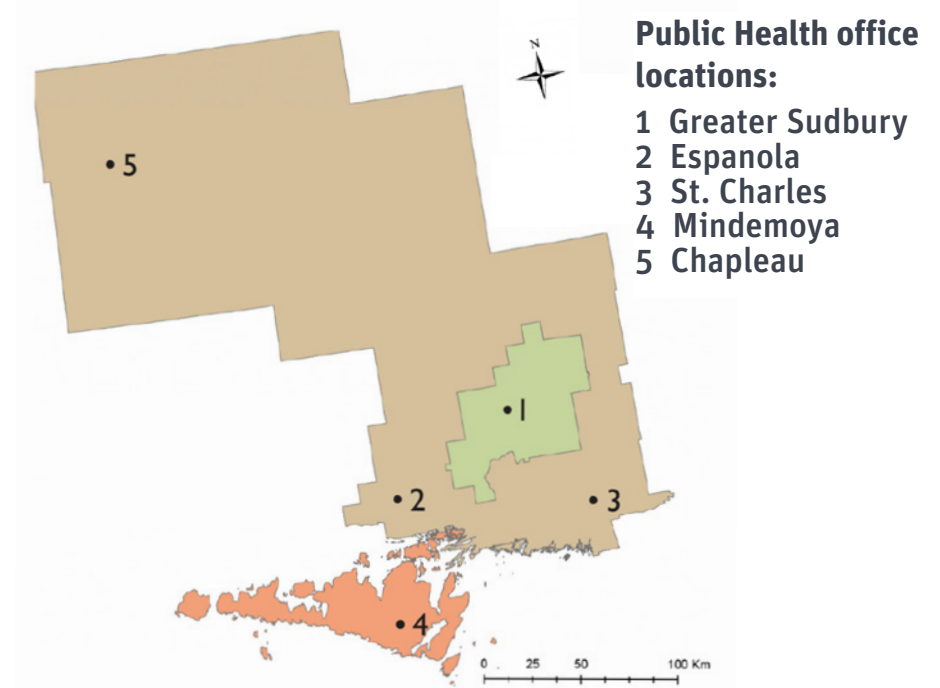 Public Health office
locations:
1 Greater Sudbury
2 Espanola
3 St. Charles
4 Mindemoya
5 Chapleau
N
5
1
2
3
4
0 25 50 100 Km